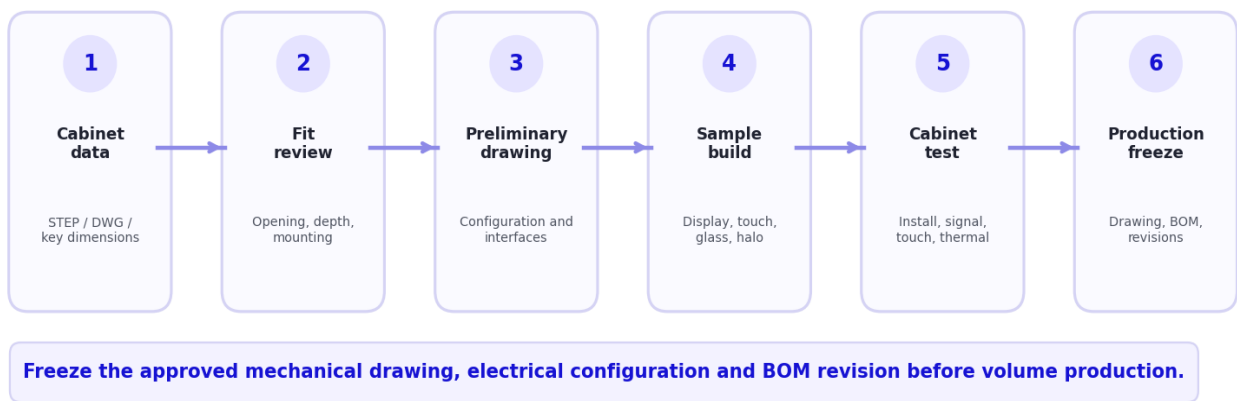 1
Cabinet
data
STEP / DWG /
key dimensions
2
Fit
review
Opening, depth,
mounting
3
Preliminary
drawing
Configuration and
interfaces
4
Sample
build
Display, touch,
glass, halo
5
Cabinet
test
Install, signal,
touch, thermal
6
Production
freeze
Drawing, BOM,
revisions
Freeze the approved mechanical drawing, electrical configuration and BOM revision before volume production.